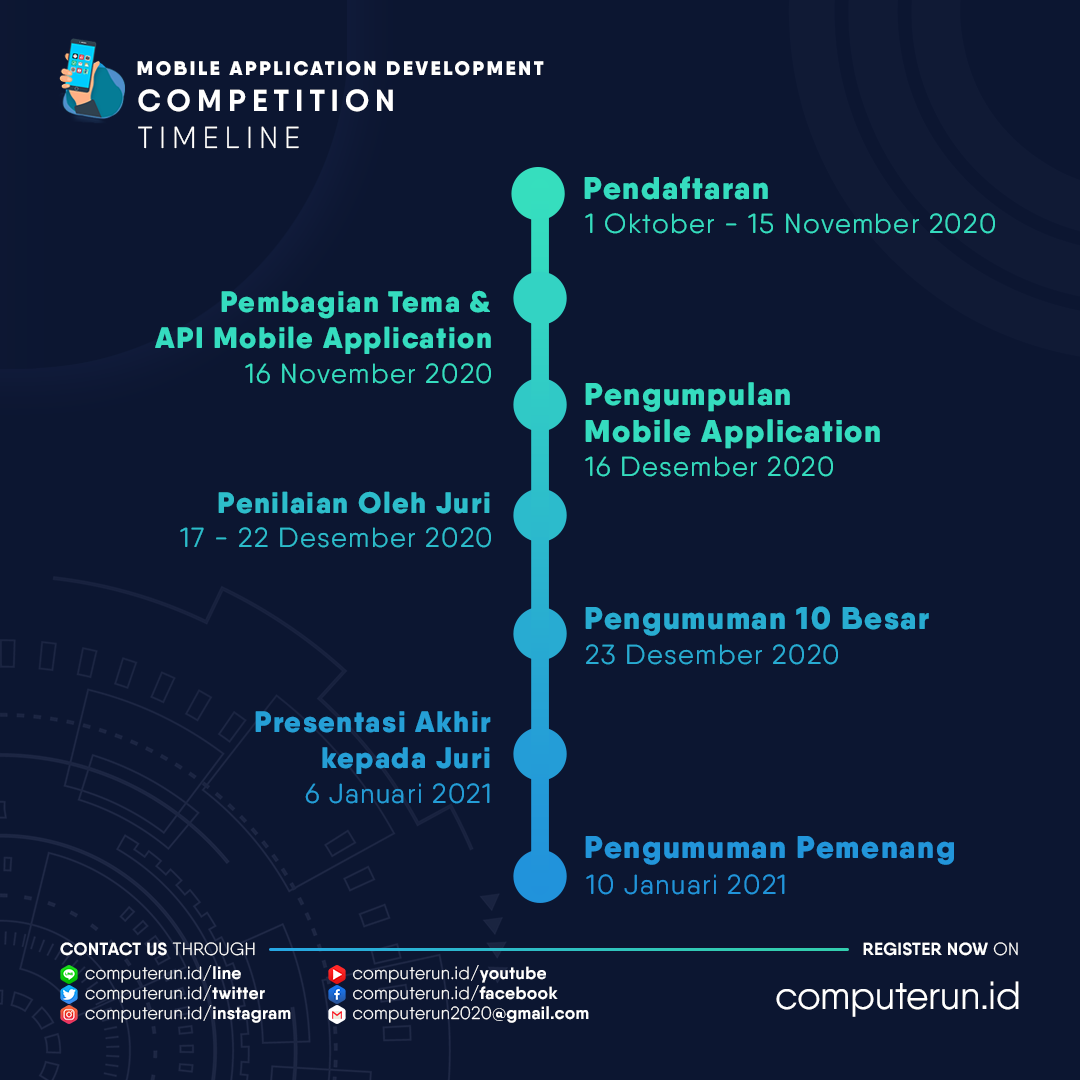 MOBILE APPLICATION DEVELOPMENT
COMPETITION
TIMELINE
Pendaftaran
1 Oktober - 15 November 2020
Pembagian Tema &
API Mobile Application
16 November 2020
Pengumpulan
Mobile Application
16 Desember 2020
Penilaian Oleh Juri
17 - 22 Desember 2020
Pengumuman 10 Besar
23 Desember 2020
Presentasi Akhir
kepada Juri
6 Januari 2021
Pengumuman Pemenang
10 Januari 2021
CONTACT US THROUGH
computerun.id/line
computerun.id/twitter
computerun.id/instagram
computerun.id/youtube
computerun.id/facebook
computerun2020@gmail.com
REGISTER NOW ON
computerun.id